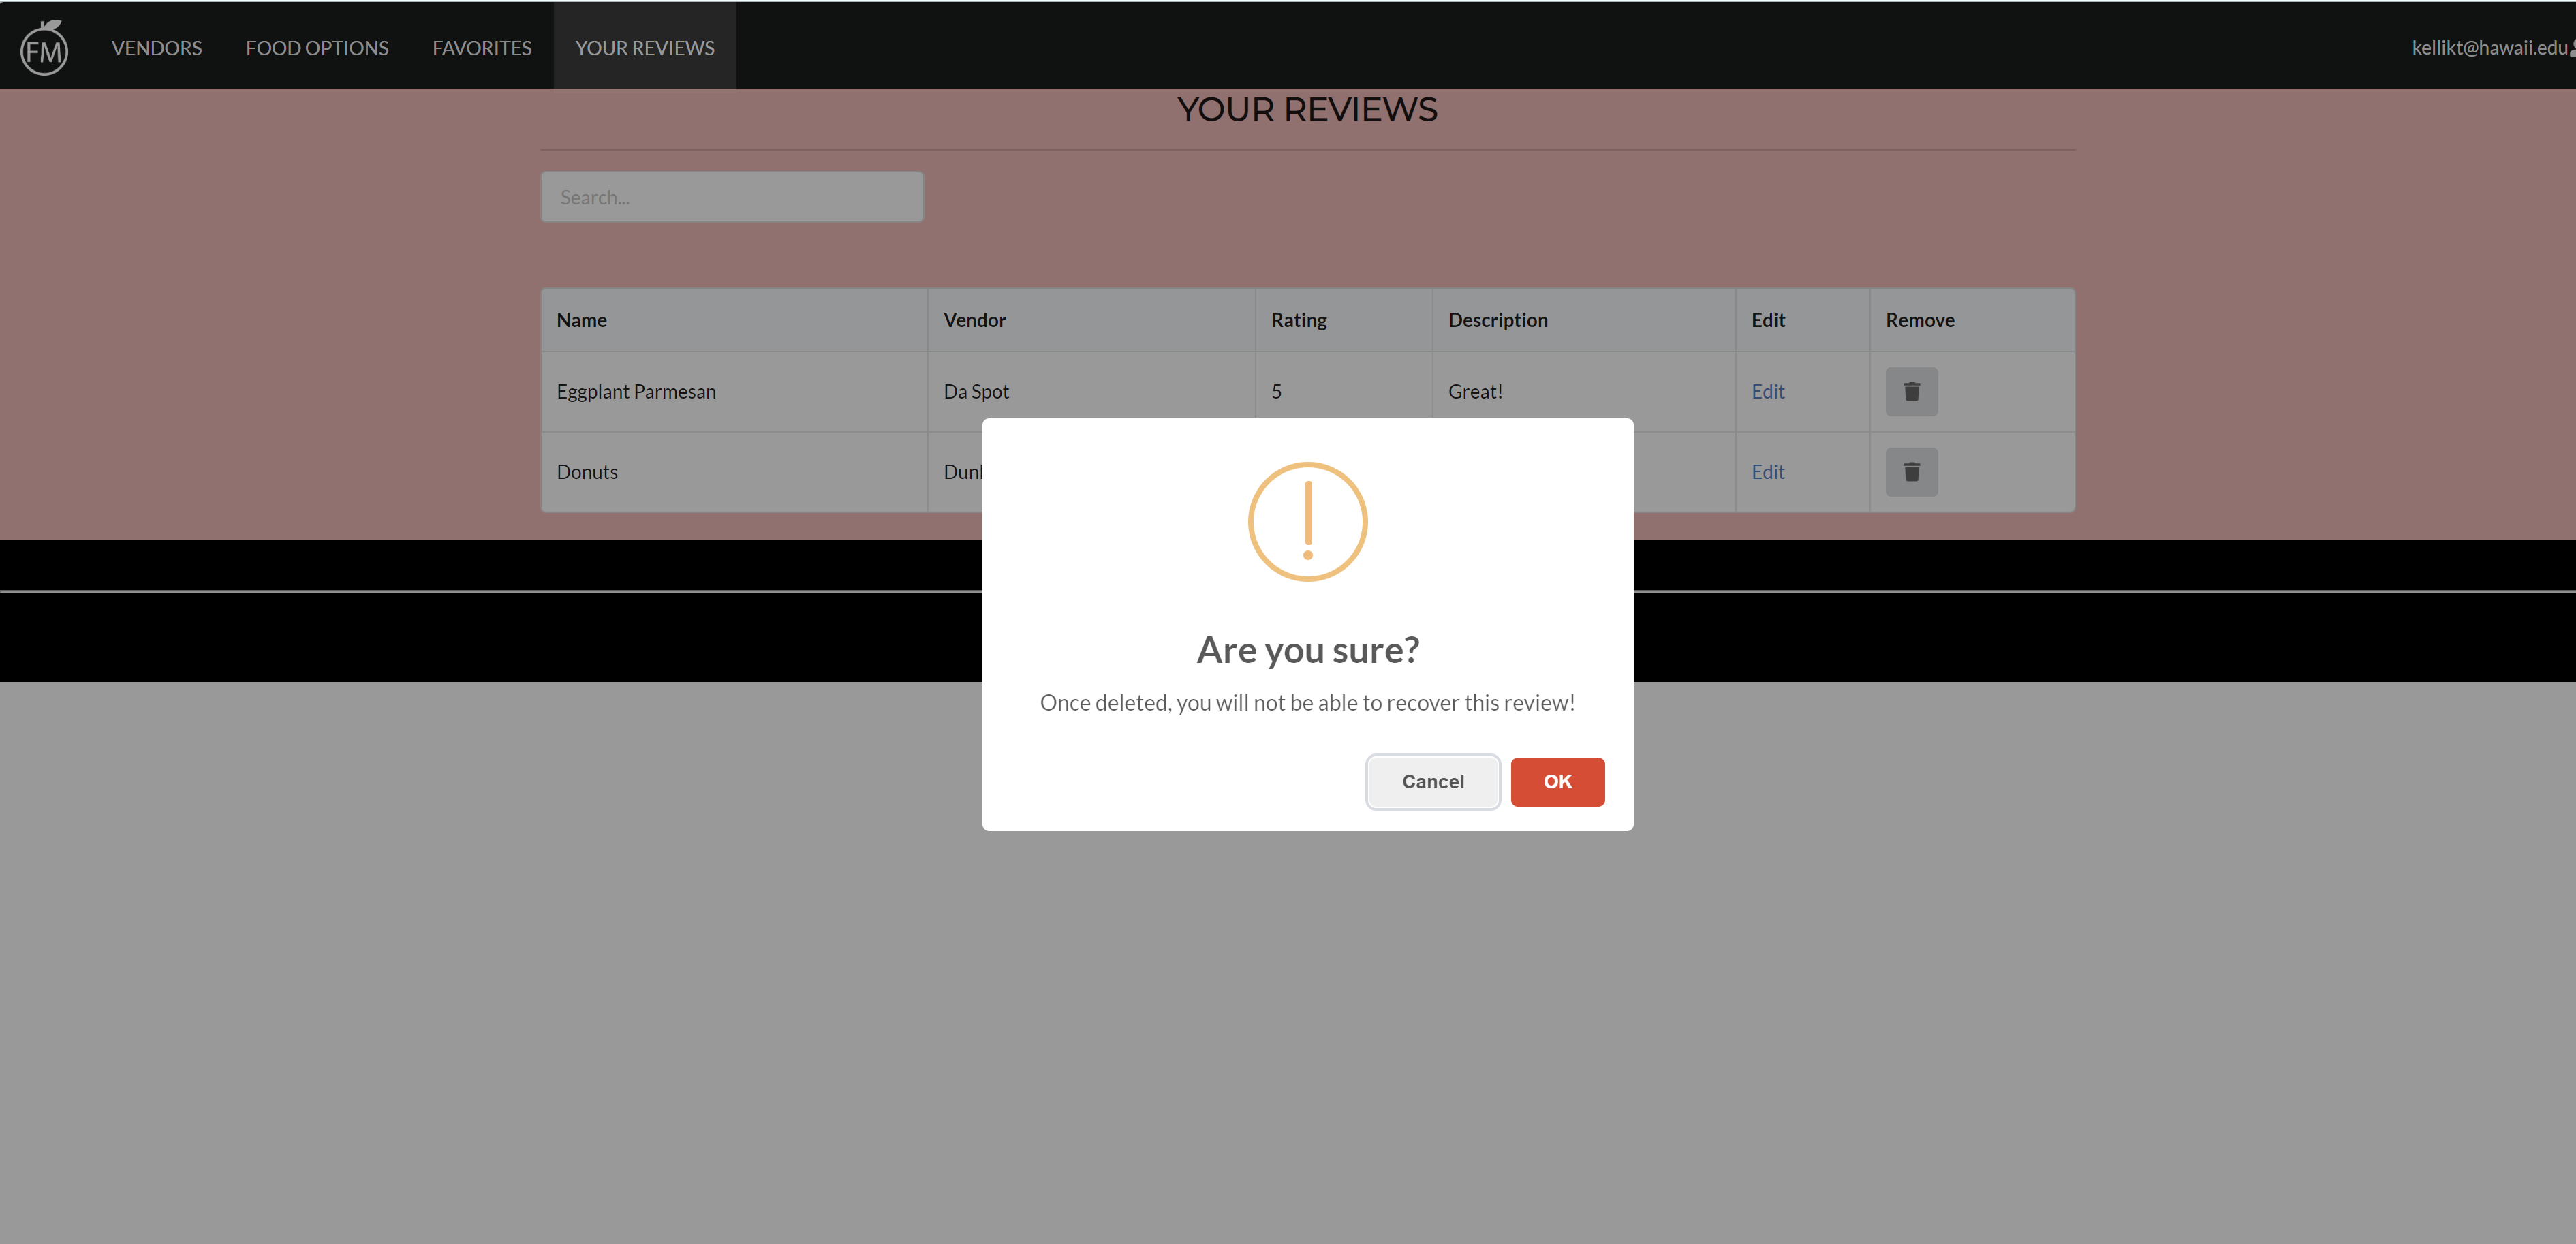 FM VENDORS FOOD OPTIONS FAVORITES YOUR REVIEWS kellikt@hawaii.edu
YOUR REVIEWS
Search...
Name Vendor Rating Description Edit Remove
Eggplant Parmesan Da Spot 5 Great! Edit
Donuts Edit
Are you sure?
Once deleted, you will not be able to recover this review!
Cancel OK